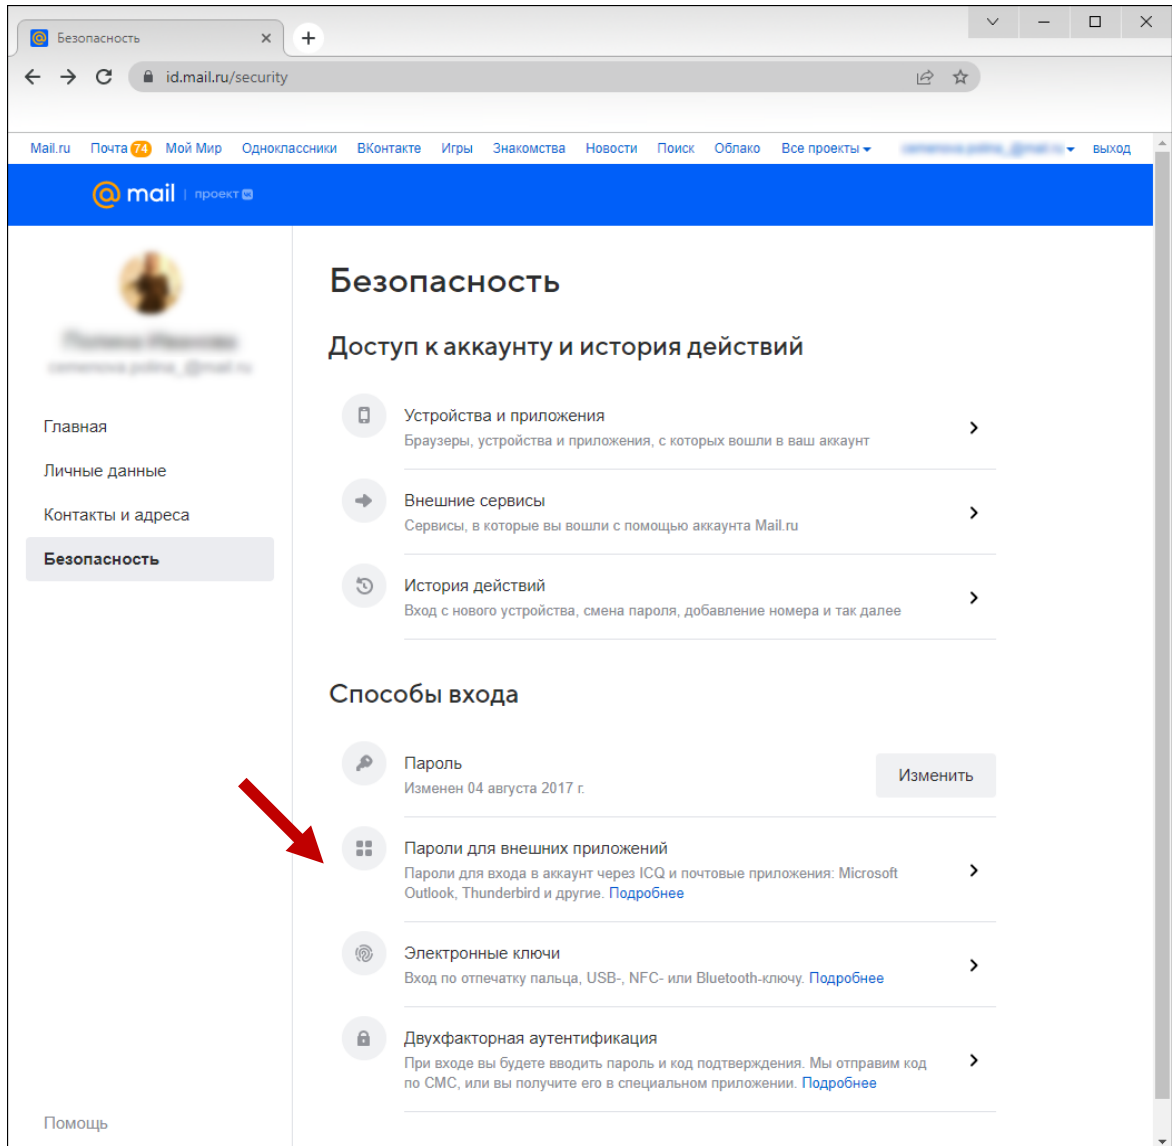 Безопасность
id.mail.ru/security
Mail.ru Почта 74 Мой Мир Одноклассники ВКонтакте Игры Знакомства Новости Поиск Облако Все проекты выход
@mail | проект
Безопасность
Доступ к аккаунту и история действий
Главная
Личные данные
Контакты и адреса
Безопасность
Устройства и приложения
Браузеры, устройства и приложения, с которых вошли в ваш аккаунт
Внешние сервисы
Сервисы, в которые вы вошли с помощью аккаунта Mail.ru
История действий
Вход с нового устройства, смена пароля, добавление номера и так далее
Способы входа
Пароль
Изменен 04 августа 2017 г.
Изменить
Пароли для внешних приложений
Пароли для входа в аккаунт через ICQ и почтовые приложения: Microsoft
Outlook, Thunderbird и другие. Подробнее
Электронные ключи
Вход по отпечатку пальца, USB-, NFC- или Bluetooth-ключу. Подробнее
Двухфакторная аутентификация
При входе вы будете вводить пароль и код подтверждения. Мы отправим код
по СМС, или вы получите его в специальном приложении. Подробнее
Помощь